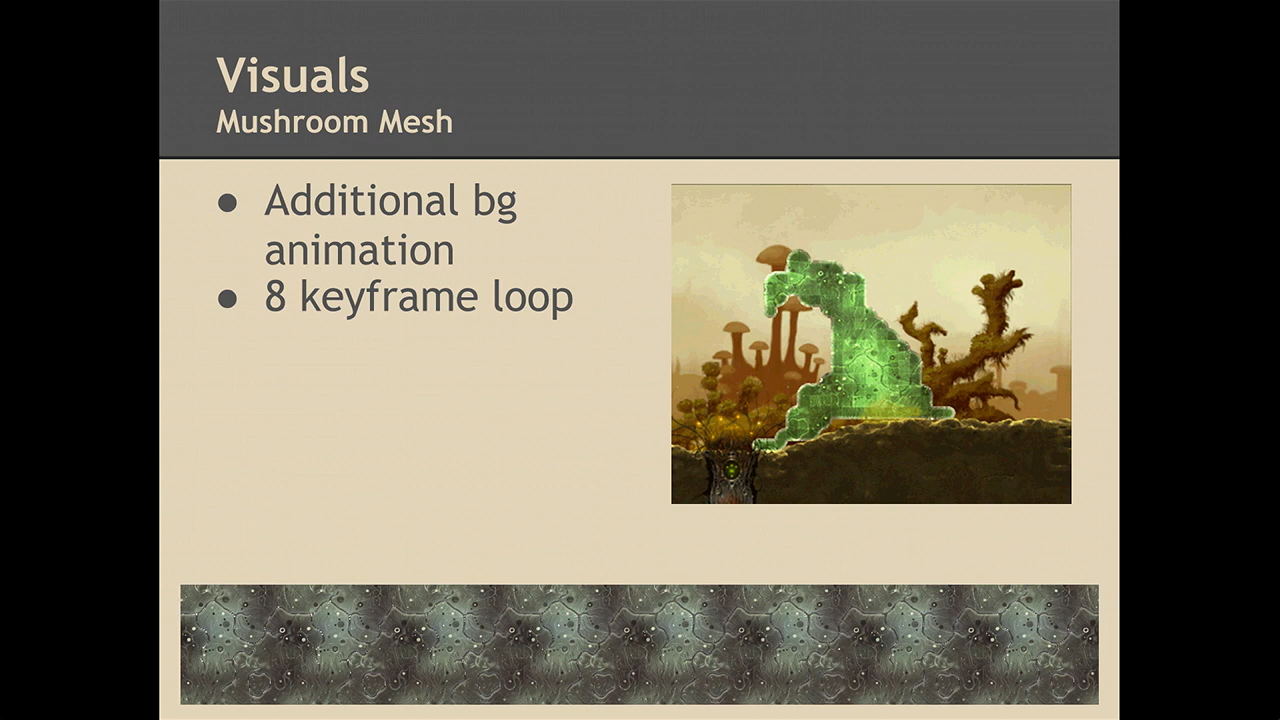 Visuals
Mushroom Mesh
● Additional bg
animation
● 8 keyframe loop